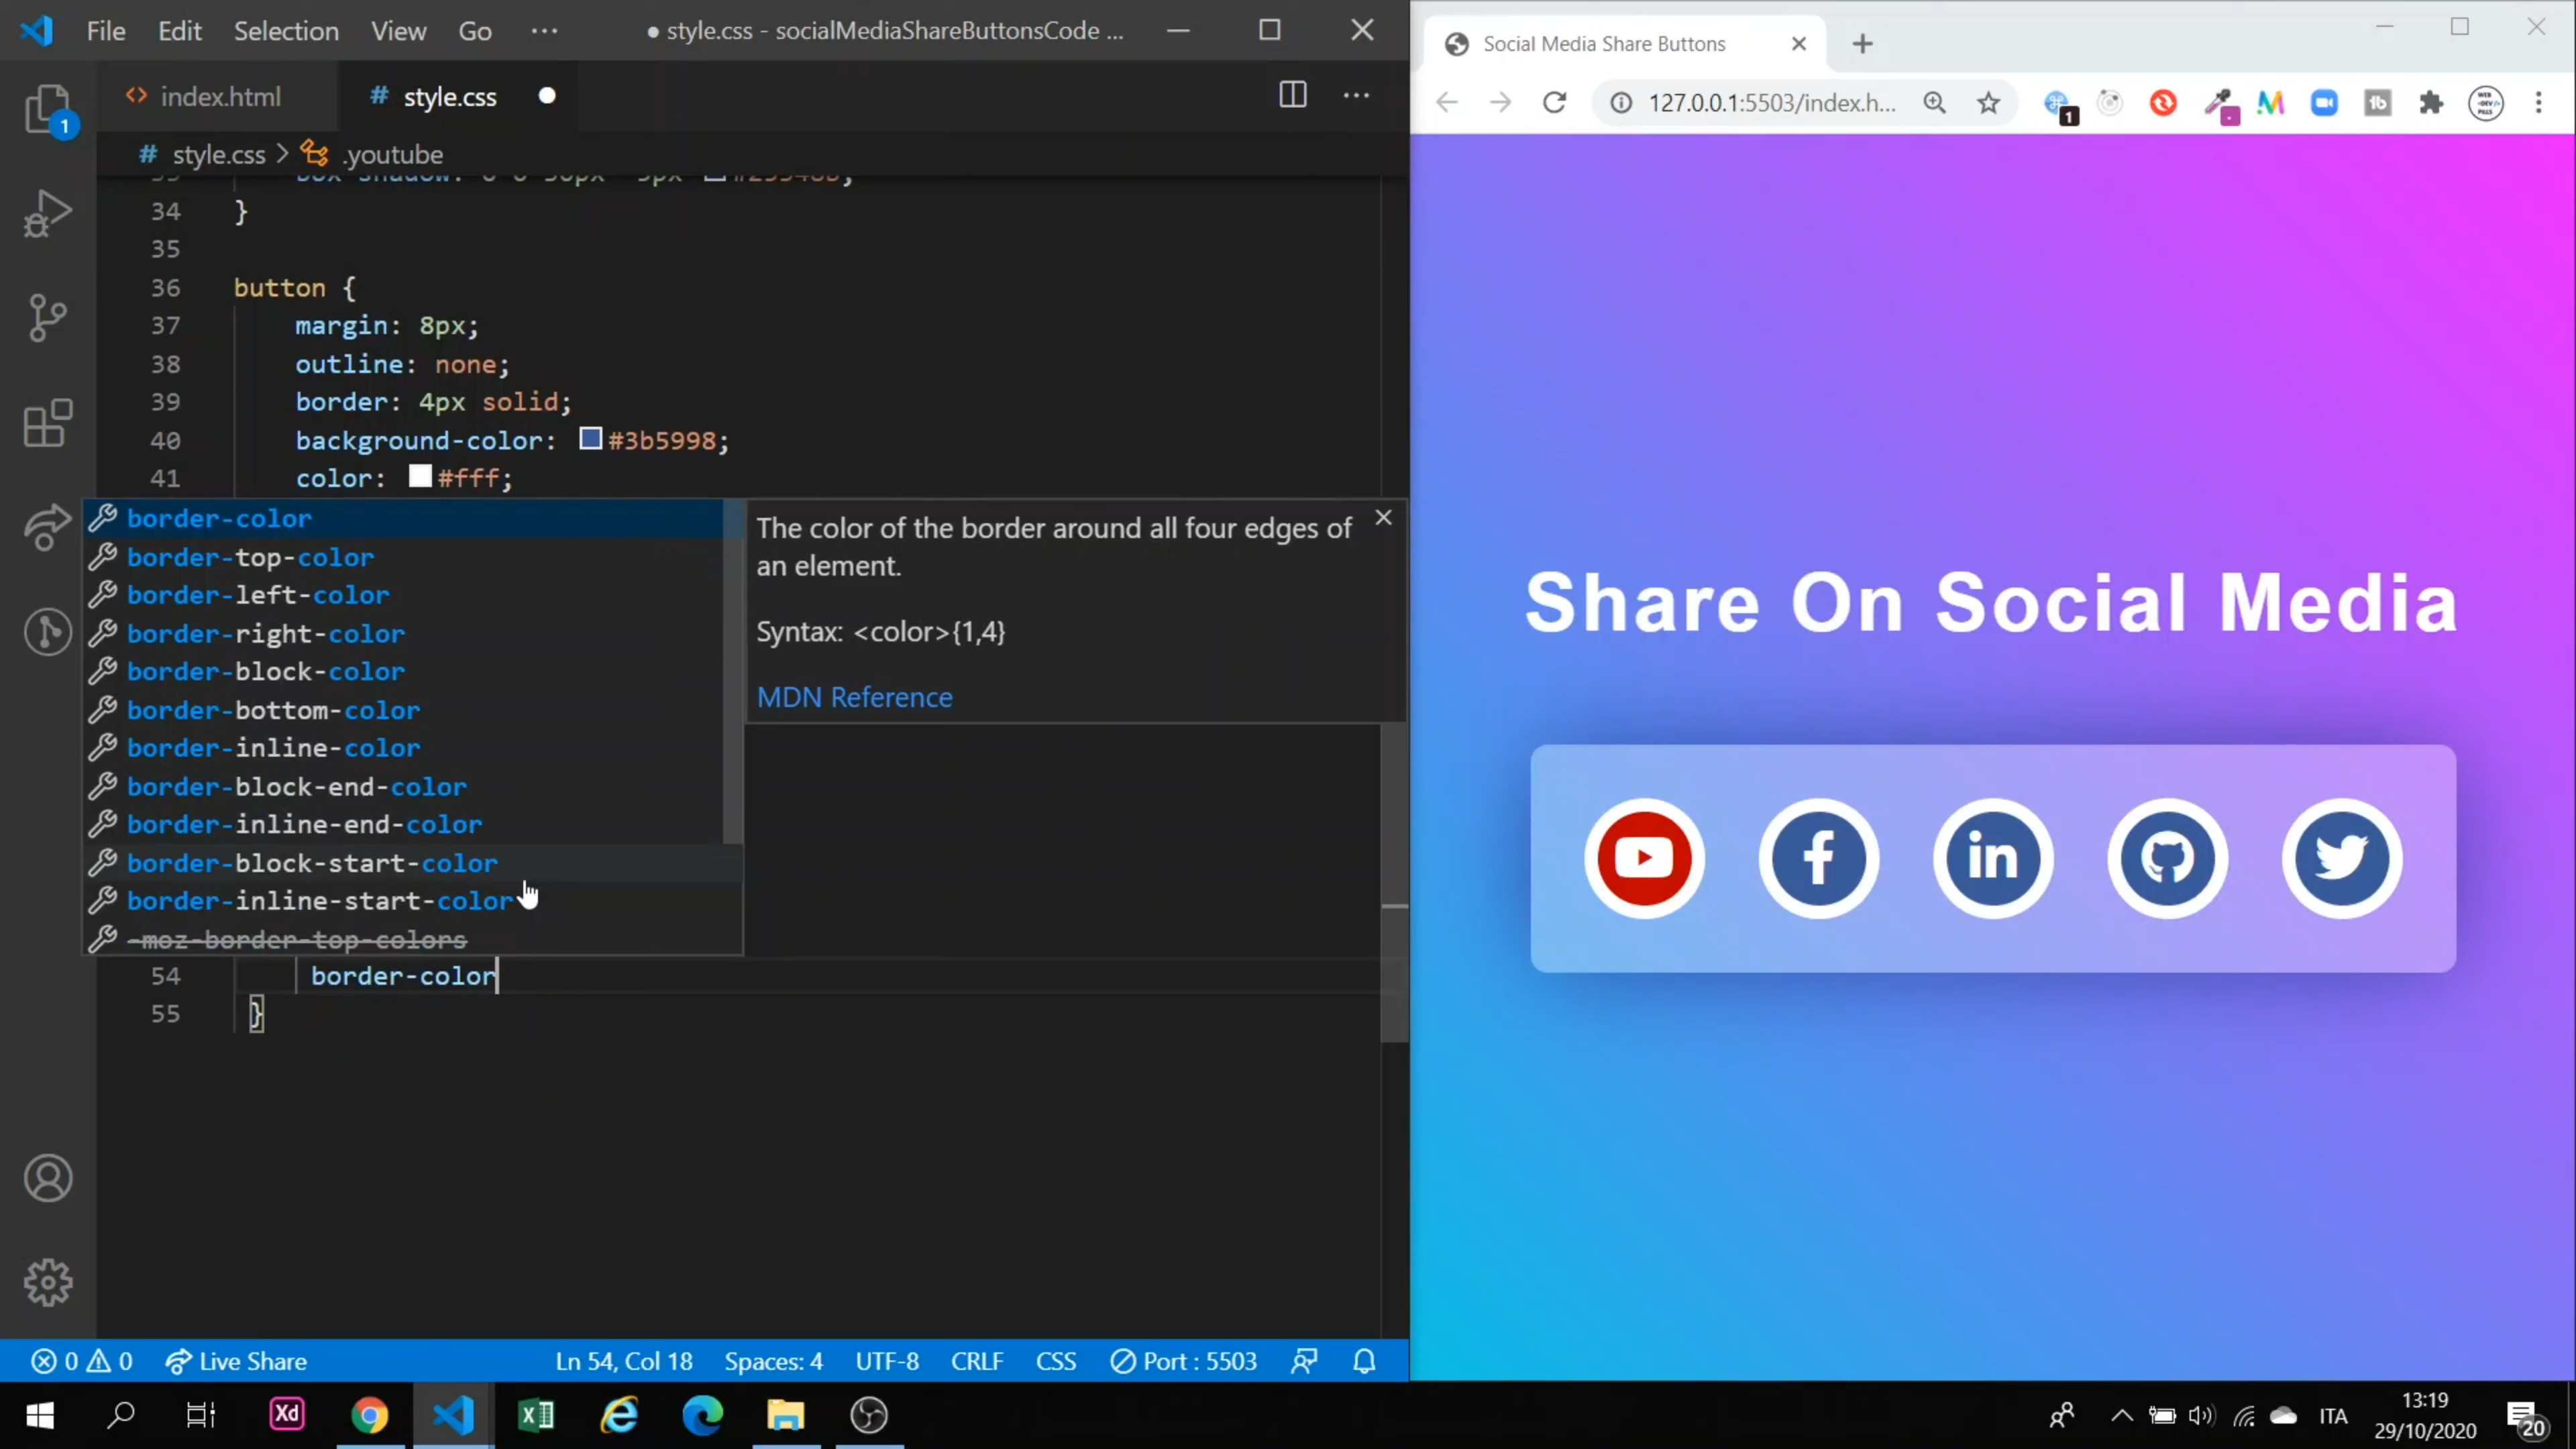 File Edit Selection View Go ··· ● style.css - socialMediaShareButtonsCode ...
1
index.html
# style.css
# style.css > .youtube
34 }
35
36 button {
37 margin: 8px;
38 outline: none;
39 border: 4px solid;
40 background-color: #3b5998;
41 color: #fff;
border-color
border-top-color
border-left-color
border-right-color
border-block-color
border-bottom-color
border-inline-color
border-block-end-color
border-inline-end-color
border-block-start-color
border-inline-start-color
-moz-border-top-colors
The color of the border around all four edges of
an element.
Syntax: <color>{1,4}
MDN Reference
54 border-color
55 }
0 0 Live Share Ln 54, Col 18 Spaces: 4 UTF-8 CRLF CSS Port : 5503
Social Media Share Buttons
127.0.0.1:5503/index.h...
1
Share On Social Media
in
Xd
ITA
13:19
29/10/2020
20